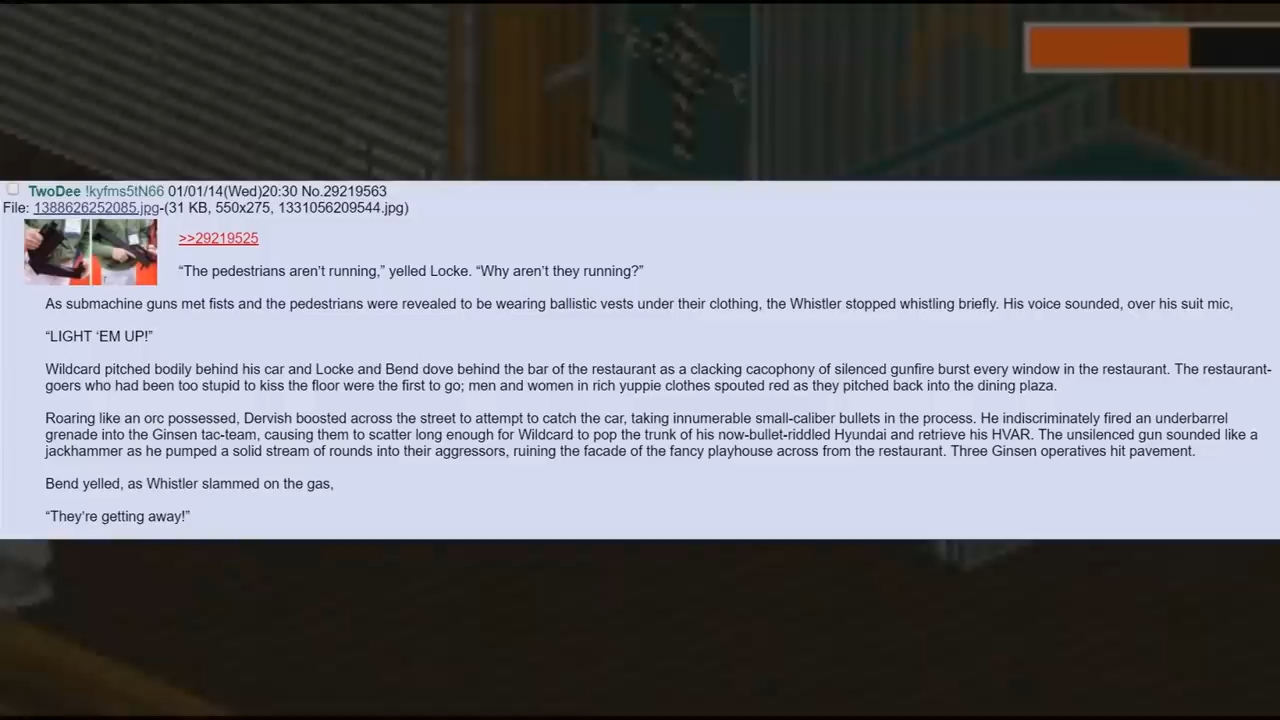 TwoDee !kyfms5tN66 01/01/14(Wed)20:30 No.29219563
File: 1388626252085.jpg-(31 KB, 550x275, 1331056209544.jpg)
>>29219525
“The pedestrians aren’t running,” yelled Locke. “Why aren’t they running?”
As submachine guns met fists and the pedestrians were revealed to be wearing ballistic vests under their clothing, the Whistler stopped whistling briefly. His voice sounded, over his suit mic,
“LIGHT ‘EM UP!”
Wildcard pitched bodily behind his car and Locke and Bend dove behind the bar of the restaurant as a clacking cacophony of silenced gunfire burst every window in the restaurant. The restaurant-
goers who had been too stupid to kiss the floor were the first to go; men and women in rich yuppie clothes spouted red as they pitched back into the dining plaza.
Roaring like an orc possessed, Dervish boosted across the street to attempt to catch the car, taking innumerable small-caliber bullets in the process. He indiscriminately fired an underbarrel
grenade into the Ginsen tac-team, causing them to scatter long enough for Wildcard to pop the trunk of his now-bullet-riddled Hyundai and retrieve his HVAR. The unsilenced gun sounded like a
jackhammer as he pumped a solid stream of rounds into their aggressors, ruining the facade of the fancy playhouse across from the restaurant. Three Ginsen operatives hit pavement.
Bend yelled, as Whistler slammed on the gas,
“They’re getting away!”